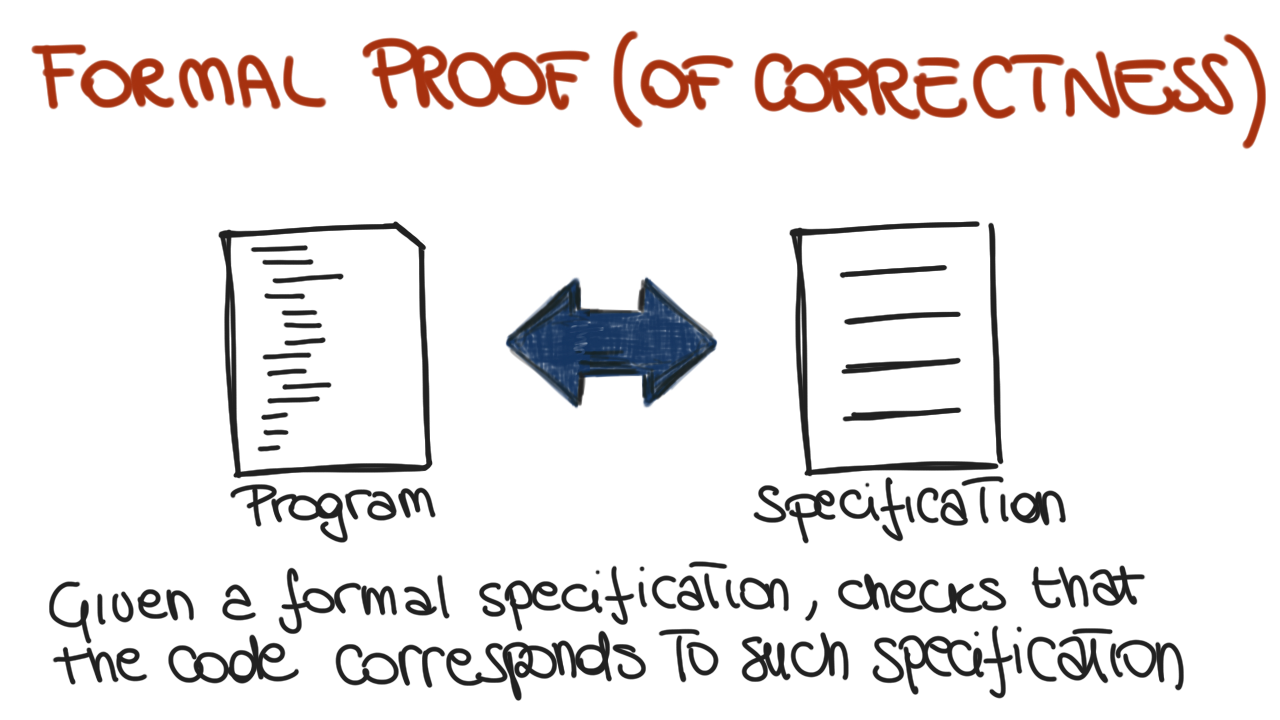 FORMAL PROOF (OF CORRECTNESS)
Program
Specification
Given a formal specification, checks that
the code corresponds to such specification